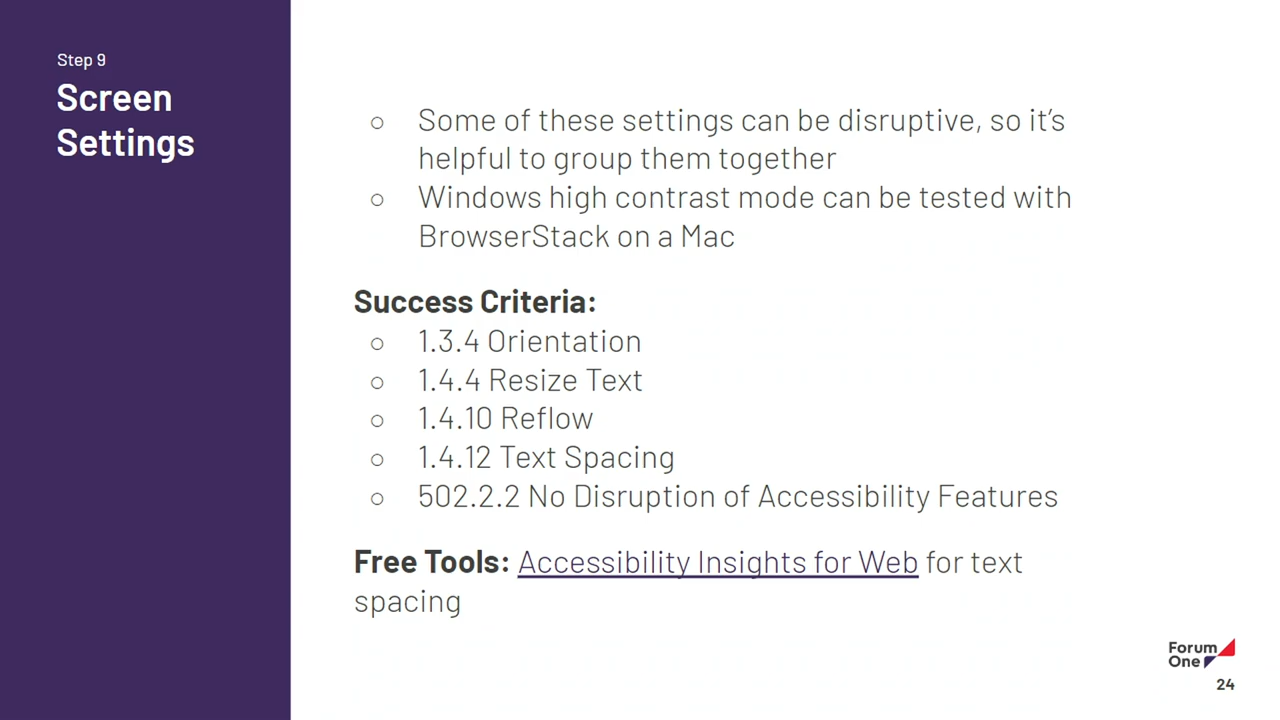 Step 9
Screen
Settings
○ Some of these settings can be disruptive, so it's
helpful to group them together
○ Windows high contrast mode can be tested with
BrowserStack on a Mac
Success Criteria:
○ 1.3.4 Orientation
○ 1.4.4 Resize Text
○ 1.4.10 Reflow
○ 1.4.12 Text Spacing
○ 502.2.2 No Disruption of Accessibility Features
Free Tools: Accessibility Insights for Web for text
spacing
Forum
One
24